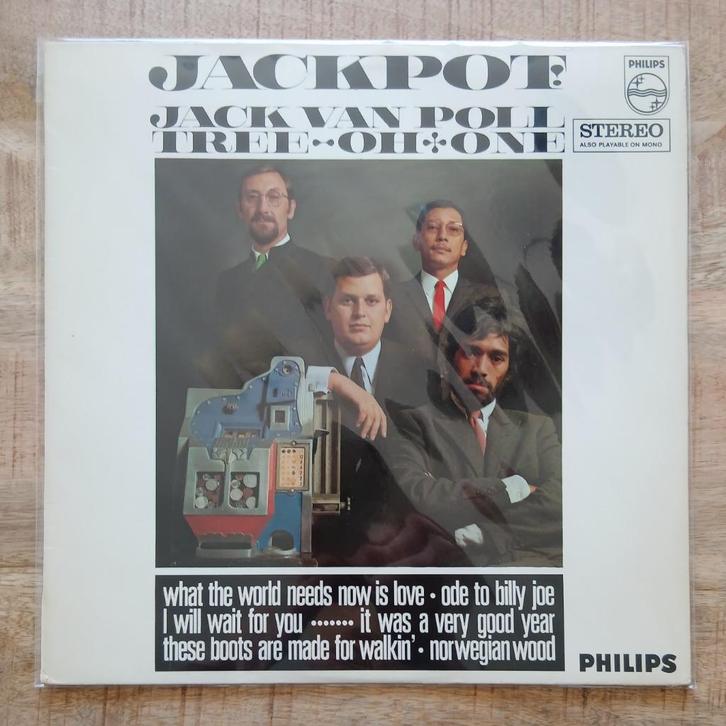 JACKPOT!
JACK VAN POLL
TREE··OH✣ONE
PHILIPS
STEREO
ALSO PLAYABLE ON MONO
what the world needs now is love · ode to billy joe
I will wait for you ······· it was a very good year
these boots are made for walkin' · norwegian wood
PHILIPS